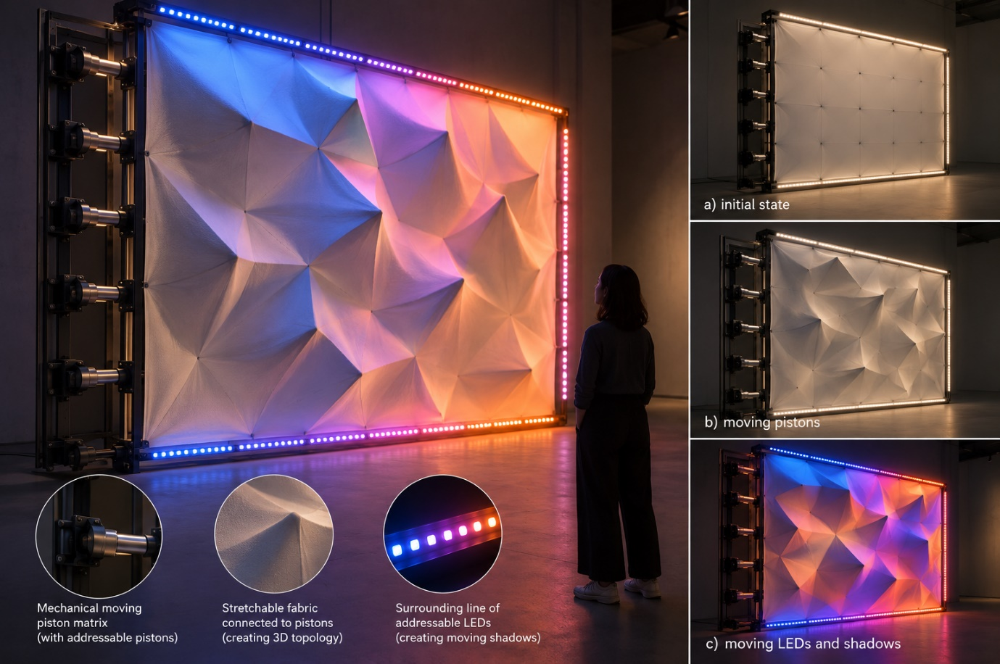 a) initial state
b) moving pistons
Mechanical moving
piston matrix
(with addressable pistons)
Stretchable fabric
connected to pistons
(creating 3D topology)
Surrounding line of
addressable LEDs
(creating moving shadows)
c) moving LEDs and shadows